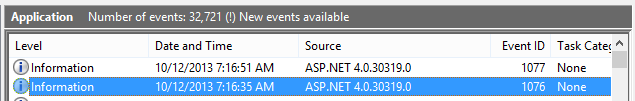 Application Number of events: 32,721 (!) New events available
Level Date and Time Source Event ID Task Categ
Information 10/12/2013 7:16:51 AM ASP.NET 4.0.30319.0 1077 None
Information 10/12/2013 7:16:35 AM ASP.NET 4.0.30319.0 1076 None